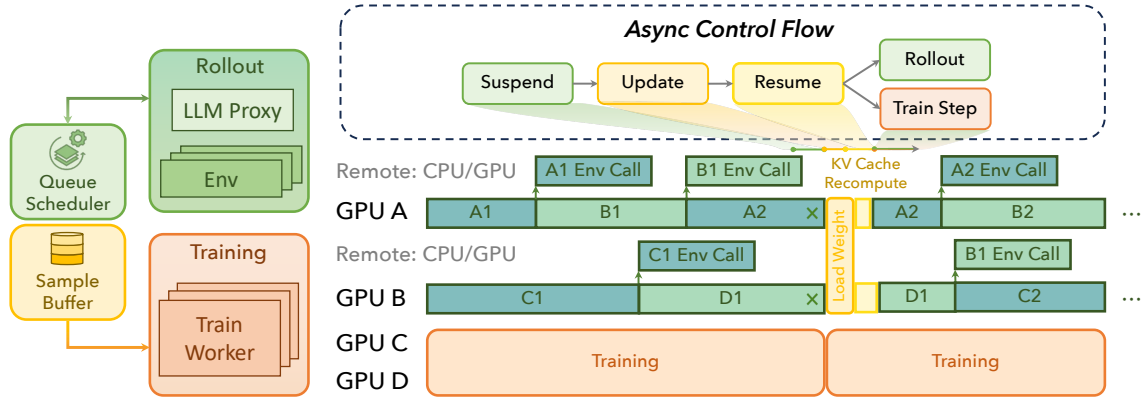 Rollout
LLM Proxy
Env
Queue
Scheduler
Sample
Buffer
Training
Train
Worker
Async Control Flow
Suspend
Update
Resume
Rollout
Train Step
KV Cache
Recompute
Remote: CPU/GPU
A1 Env Call
B1 Env Call
A2 Env Call
GPU A
A1
B1
A2
×
Load Weight
A2
B2
...
Remote: CPU/GPU
C1 Env Call
B1 Env Call
GPU B
C1
D1
×
D1
C2
...
GPU C
GPU D
Training
Training